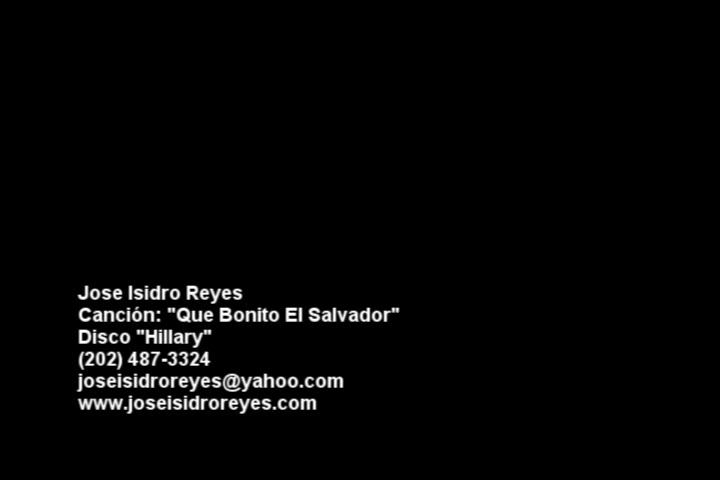 Jose Isidro Reyes
Canción: "Que Bonito El Salvador"
Disco "Hillary"
(202) 487-3324
joseisidroreyes@yahoo.com
www.joseisidroreyes.com